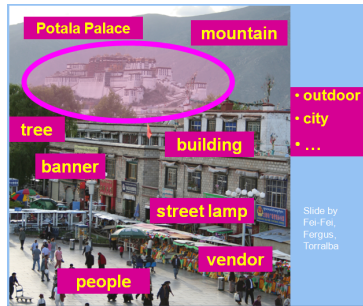 Potala Palace
mountain
• outdoor
• city
• ...
tree
building
banner
street lamp
Slide by
Fei-Fei,
Fergus,
Torralba
vendor
people